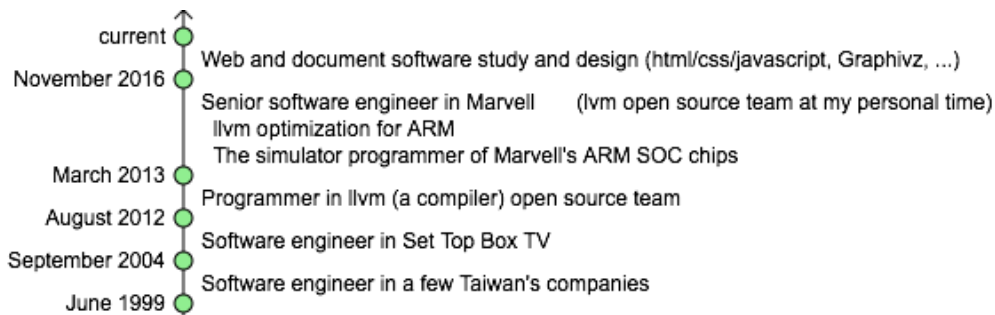 current
Web and document software study and design (html/css/javascript, Graphivz, ...)
November 2016
Senior software engineer in Marvell (lvm open source team at my personal time)
llvm optimization for ARM
The simulator programmer of Marvell's ARM SOC chips
March 2013
Programmer in llvm (a compiler) open source team
August 2012
Software engineer in Set Top Box TV
September 2004
Software engineer in a few Taiwan's companies
June 1999